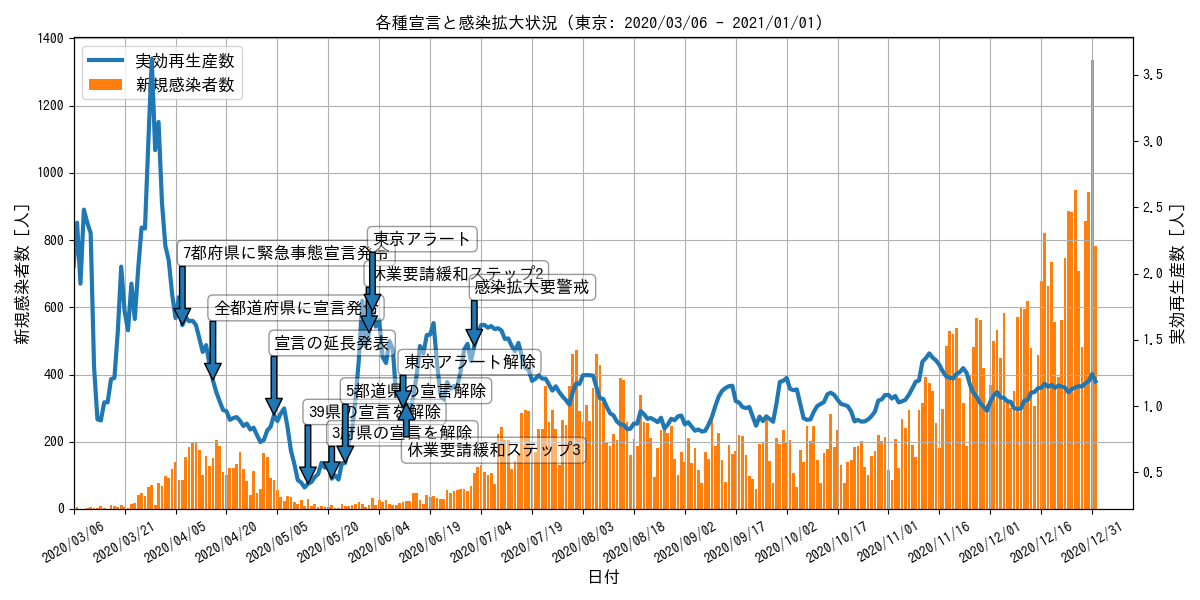 各種宣言と感染拡大状況 (東京: 2020/03/06 - 2021/01/01)
実効再生産数
新規感染者数
新規感染者数 [人]
1400
1200
1000
800
600
400
200
0
実効再生産数 [人]
3.5
3.0
2.5
2.0
1.5
1.0
0.5
東京アラート
7都府県に緊急事態宣言発令
休業要請緩和ステップ2
感染拡大要警戒
全都道府県に宣言発令
宣言の延長発表
東京アラート解除
5都道県の宣言解除
39県の宣言を解除
3府県の宣言を解除
休業要請緩和ステップ3
2020/03/06
2020/03/21
2020/04/05
2020/04/20
2020/05/05
2020/05/20
2020/06/04
2020/06/19
2020/07/04
2020/07/19
2020/08/03
2020/08/18
2020/09/02
2020/09/17
2020/10/02
2020/10/17
2020/11/01
2020/11/16
2020/12/01
2020/12/16
2020/12/31
日付